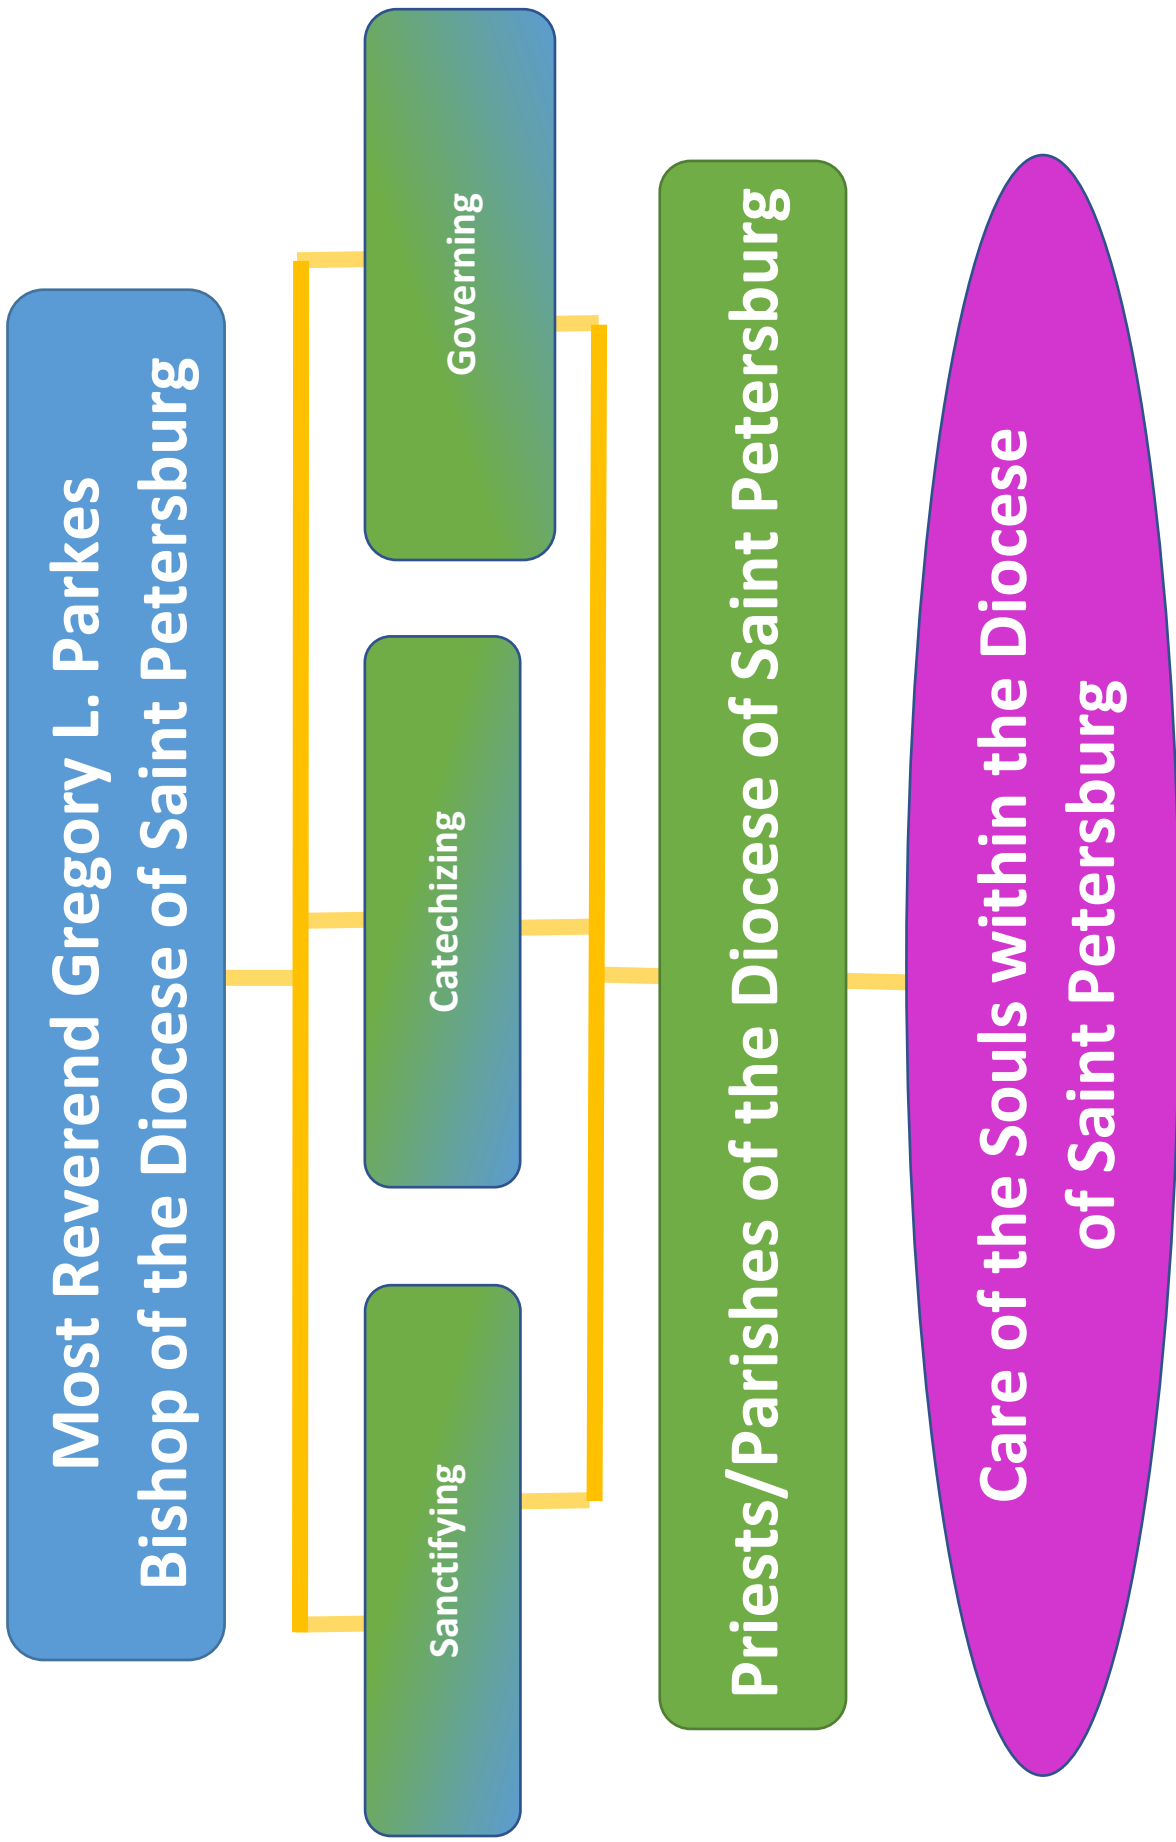 Most Reverend Gregory L. Parkes
Bishop of the Diocese of Saint Petersburg
Sanctifying
Catechizing
Governing
Priests/Parishes of the Diocese of Saint Petersburg
Care of the Souls within the Diocese
of Saint Petersburg